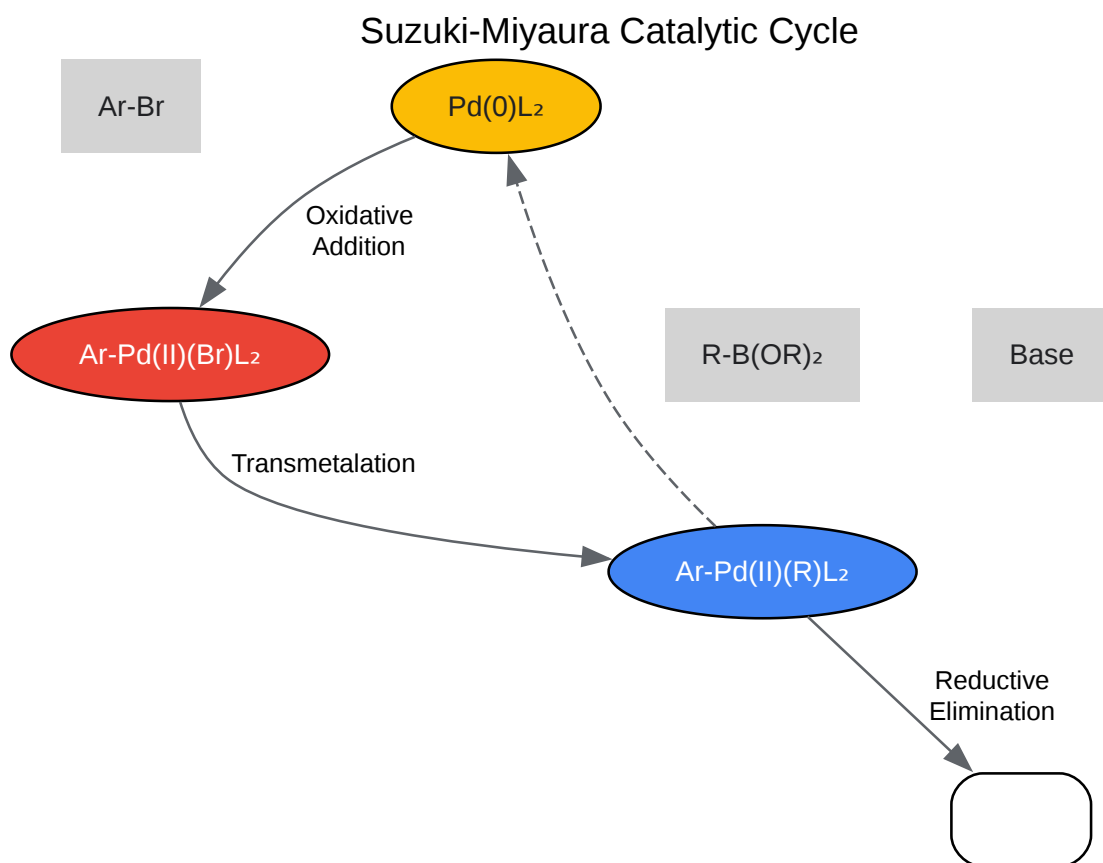 Suzuki-Miyaura Catalytic Cycle
Ar-Br
Pd(0)L₂
Oxidative
Addition
Ar-Pd(II)(Br)L₂
R-B(OR)₂
Base
Transmetalation
Ar-Pd(II)(R)L₂
Reductive
Elimination